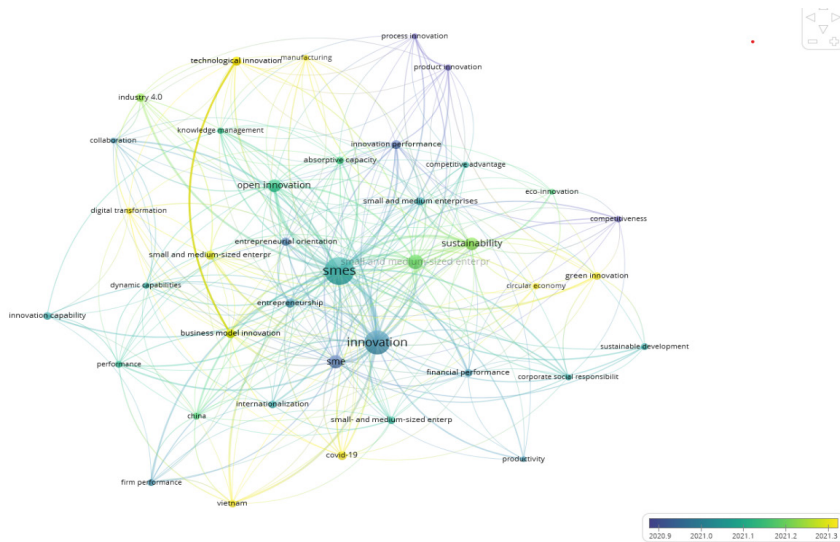 process innovation
technological innovation
manufacturing
product innovation
industry 4.0
knowledge management
collaboration
innovation performance
absorptive capacity
competitive advantage
open innovation
eco-innovation
small and medium enterprises
digital transformation
competitiveness
entrepreneurial orientation
sustainability
small and medium-sized enterpr
small and medium-sized enterpr
smes
green innovation
dynamic capabilities
circular economy
entrepreneurship
innovation capability
business model innovation
innovation
sustainable development
sme
performance
financial performance
corporate social responsibilit
internationalization
china
small- and medium-sized enterp
covid-19
productivity
firm performance
vietnam
2020.9 2021.0 2021.1 2021.2 2021.3